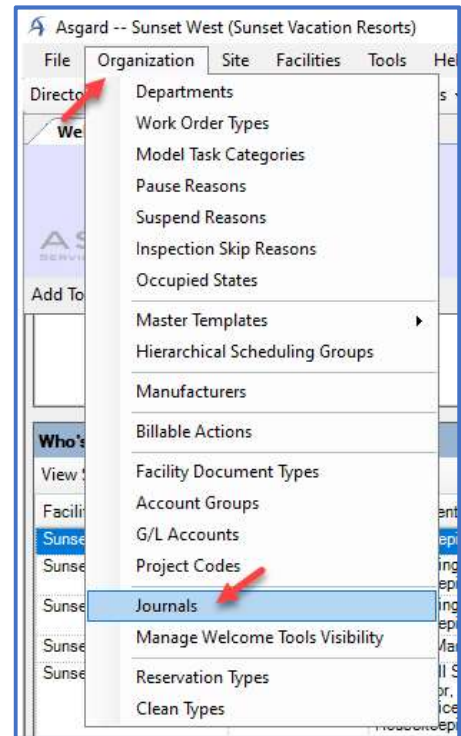 Asgard -- Sunset West (Sunset Vacation Resorts)
File Organization Site Facilities Tools
Departments
Work Order Types
Model Task Categories
Pause Reasons
Suspend Reasons
Inspection Skip Reasons
Occupied States
Add To
Master Templates
Hierarchical Scheduling Groups
Manufacturers
Billable Actions
Who's
View
Facility Document Types
Account Groups
G/L Accounts
Project Codes
Journals
Manage Welcome Tools Visibility
Reservation Types
Clean Types